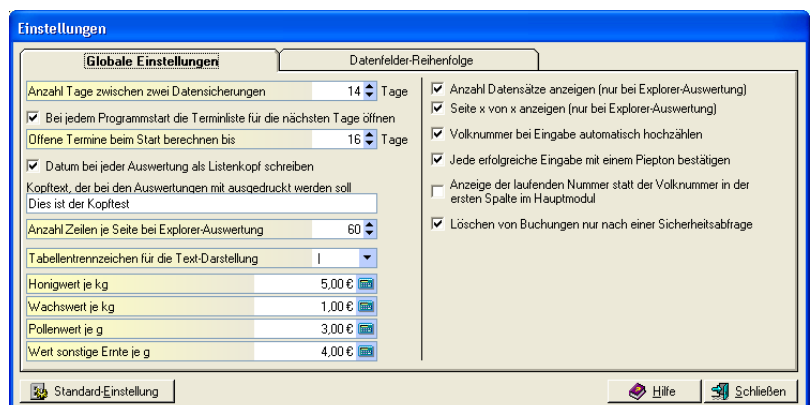 Einstellungen
Globale Einstellungen
Datenfelder-Reihenfolge
Anzahl Tage zwischen zwei Datensicherungen 14 Tage
Bei jedem Programmstart die Terminliste für die nächsten Tage öffnen
Offene Termine beim Start berechnen bis 16 Tage
Datum bei jeder Auswertung als Listenkopf schreiben
Kopftext, der bei den Auswertungen mit ausgedruckt werden soll
Dies ist der Kopftest
Anzahl Zeilen je Seite bei Explorer-Auswertung 60
Tabellentrennzeichen für die Text-Darstellung |
Honigwert je kg 5,00 €
Wachswert je kg 1,00 €
Pollenwert je g 3,00 €
Wert sonstige Ernte je g 4,00 €
Anzahl Datensätze anzeigen (nur bei Explorer-Auswertung)
Seite x von x anzeigen (nur bei Explorer-Auswertung)
Volknummer bei Eingabe automatisch hochzählen
Jede erfolgreiche Eingabe mit einem Piepton bestätigen
Anzeige der laufenden Nummer statt der Volknummer in der
ersten Spalte im Hauptmodul
Löschen von Buchungen nur nach einer Sicherheitsabfrage
Standard-Einstellung
Hilfe
Schließen